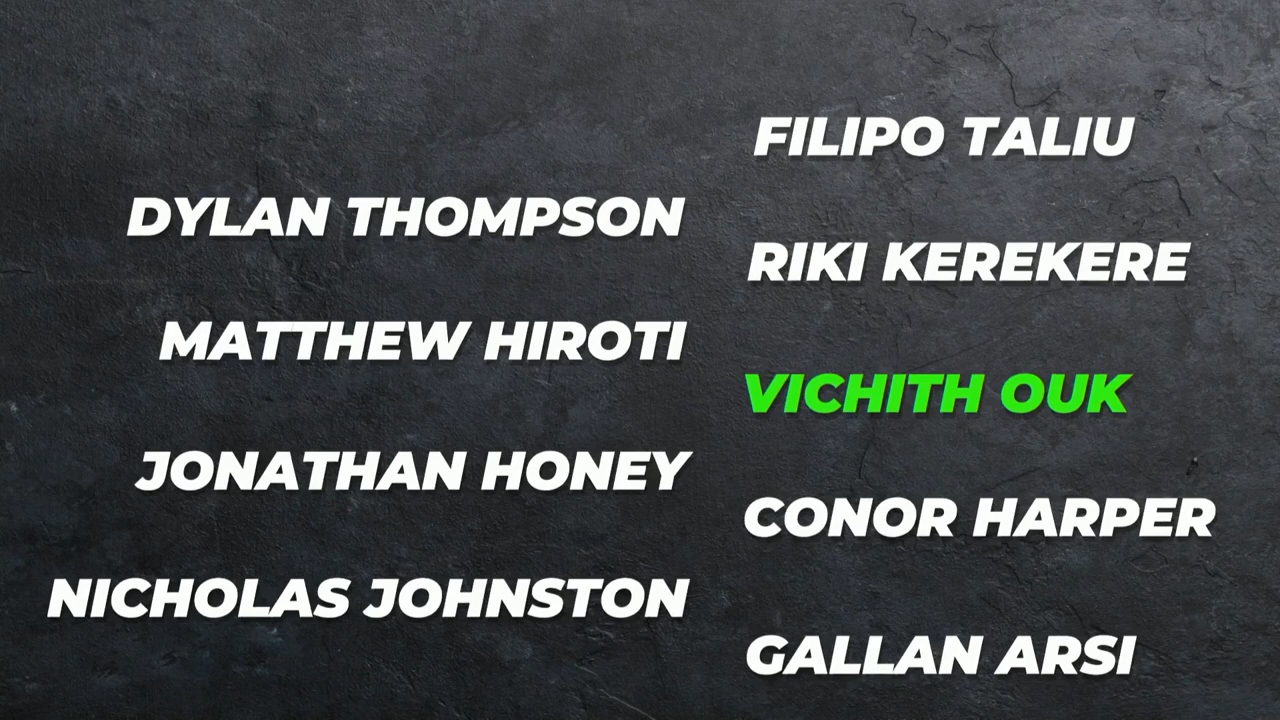 DYLAN THOMPSON
MATTHEW HIROTI
JONATHAN HONEY
NICHOLAS JOHNSTON
FILIPO TALIU
RIKI KEREKERE
VICHITH OUK
CONOR HARPER
GALLAN ARSI